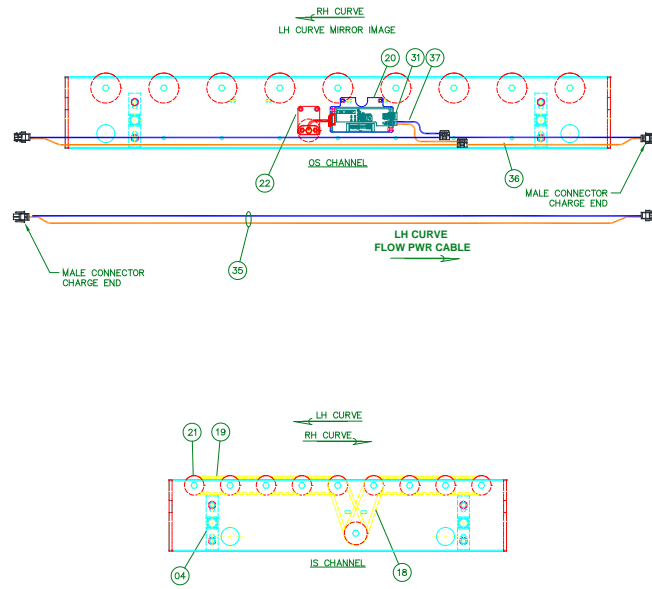 RH CURVE
LH CURVE MIRROR IMAGE
20
31
37
OS CHANNEL
22
36
MALE CONNECTOR
CHARGE END
LH CURVE
FLOW PWR CABLE
35
MALE CONNECTOR
CHARGE END
LH CURVE
RH CURVE
21
19
04
IS CHANNEL
18